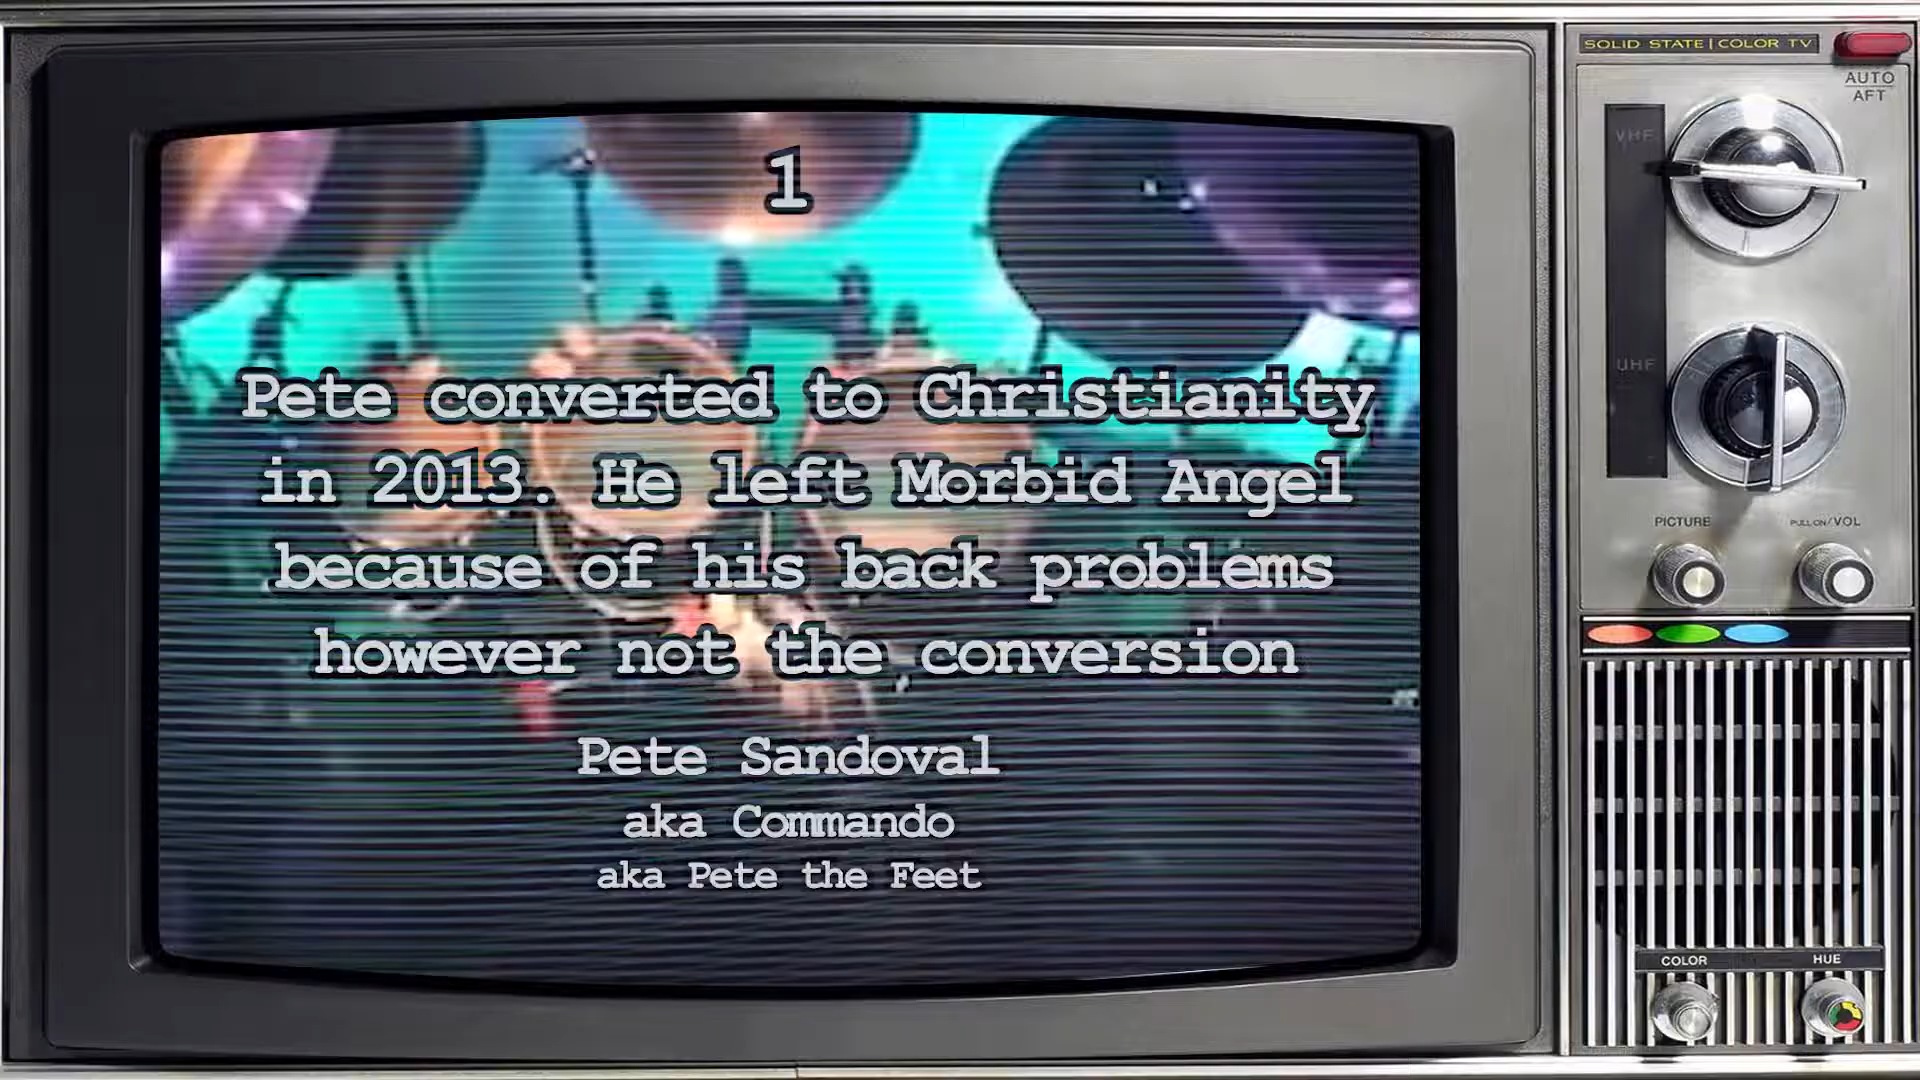 SOLID STATE | COLOR TV
AUTO
AFT
VHF
1
UHF
Pete converted to Christianity
in 2013. He left Morbid Angel
because of his back problems
however not the conversion
PICTURE
PULL ON/VOL
Pete Sandoval
aka Commando
aka Pete the Feet
COLOR
HUE